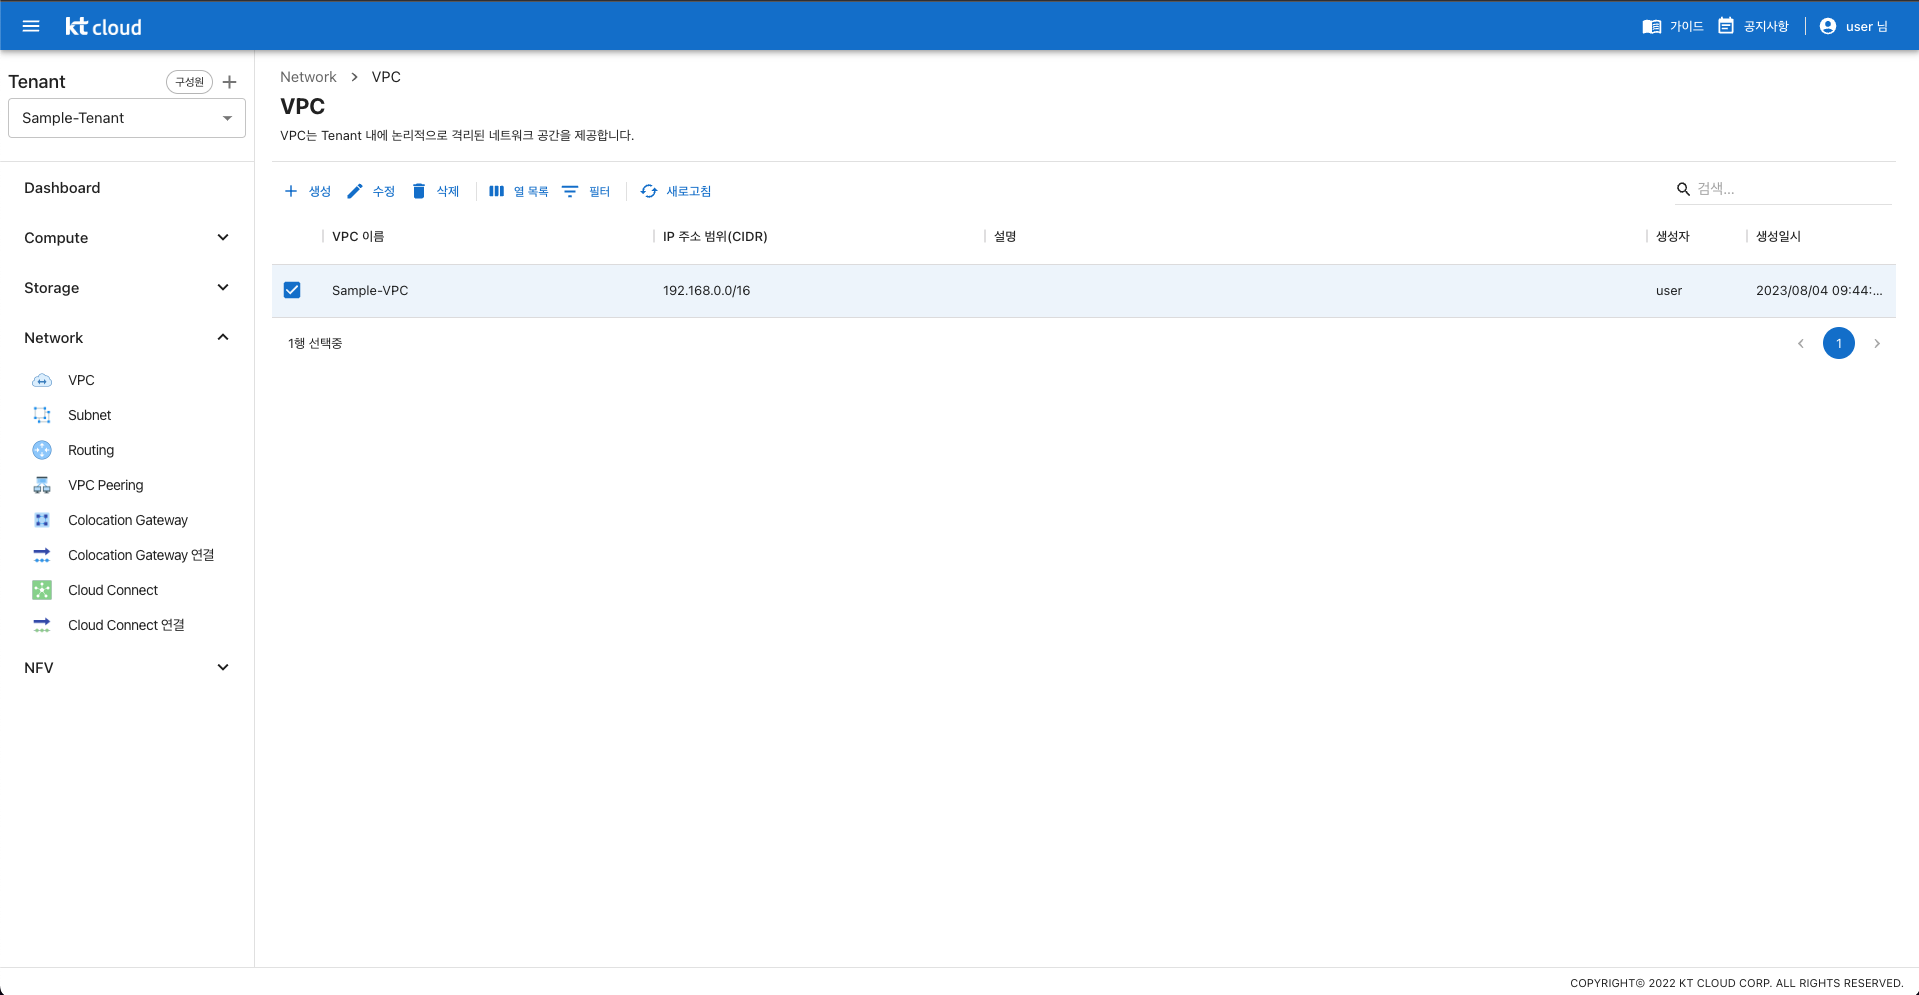 kt cloud
가이드
공지사항
user 님
Tenant
구성원
Sample-Tenant
Dashboard
Compute
Storage
Network
VPC
Subnet
Routing
VPC Peering
Colocation Gateway
Colocation Gateway 연결
Cloud Connect
Cloud Connect 연결
NFV
Network > VPC
VPC
VPC는 Tenant 내에 논리적으로 격리된 네트워크 공간을 제공합니다.
생성 수정 삭제 열 목록 필터 새로고침
검색...
VPC 이름 IP 주소 범위(CIDR) 설명 생성자 생성일시
Sample-VPC 192.168.0.0/16 user 2023/08/04 09:44:...
1행 선택중
1
COPYRIGHT© 2022 KT CLOUD CORP. ALL RIGHTS RESERVED.